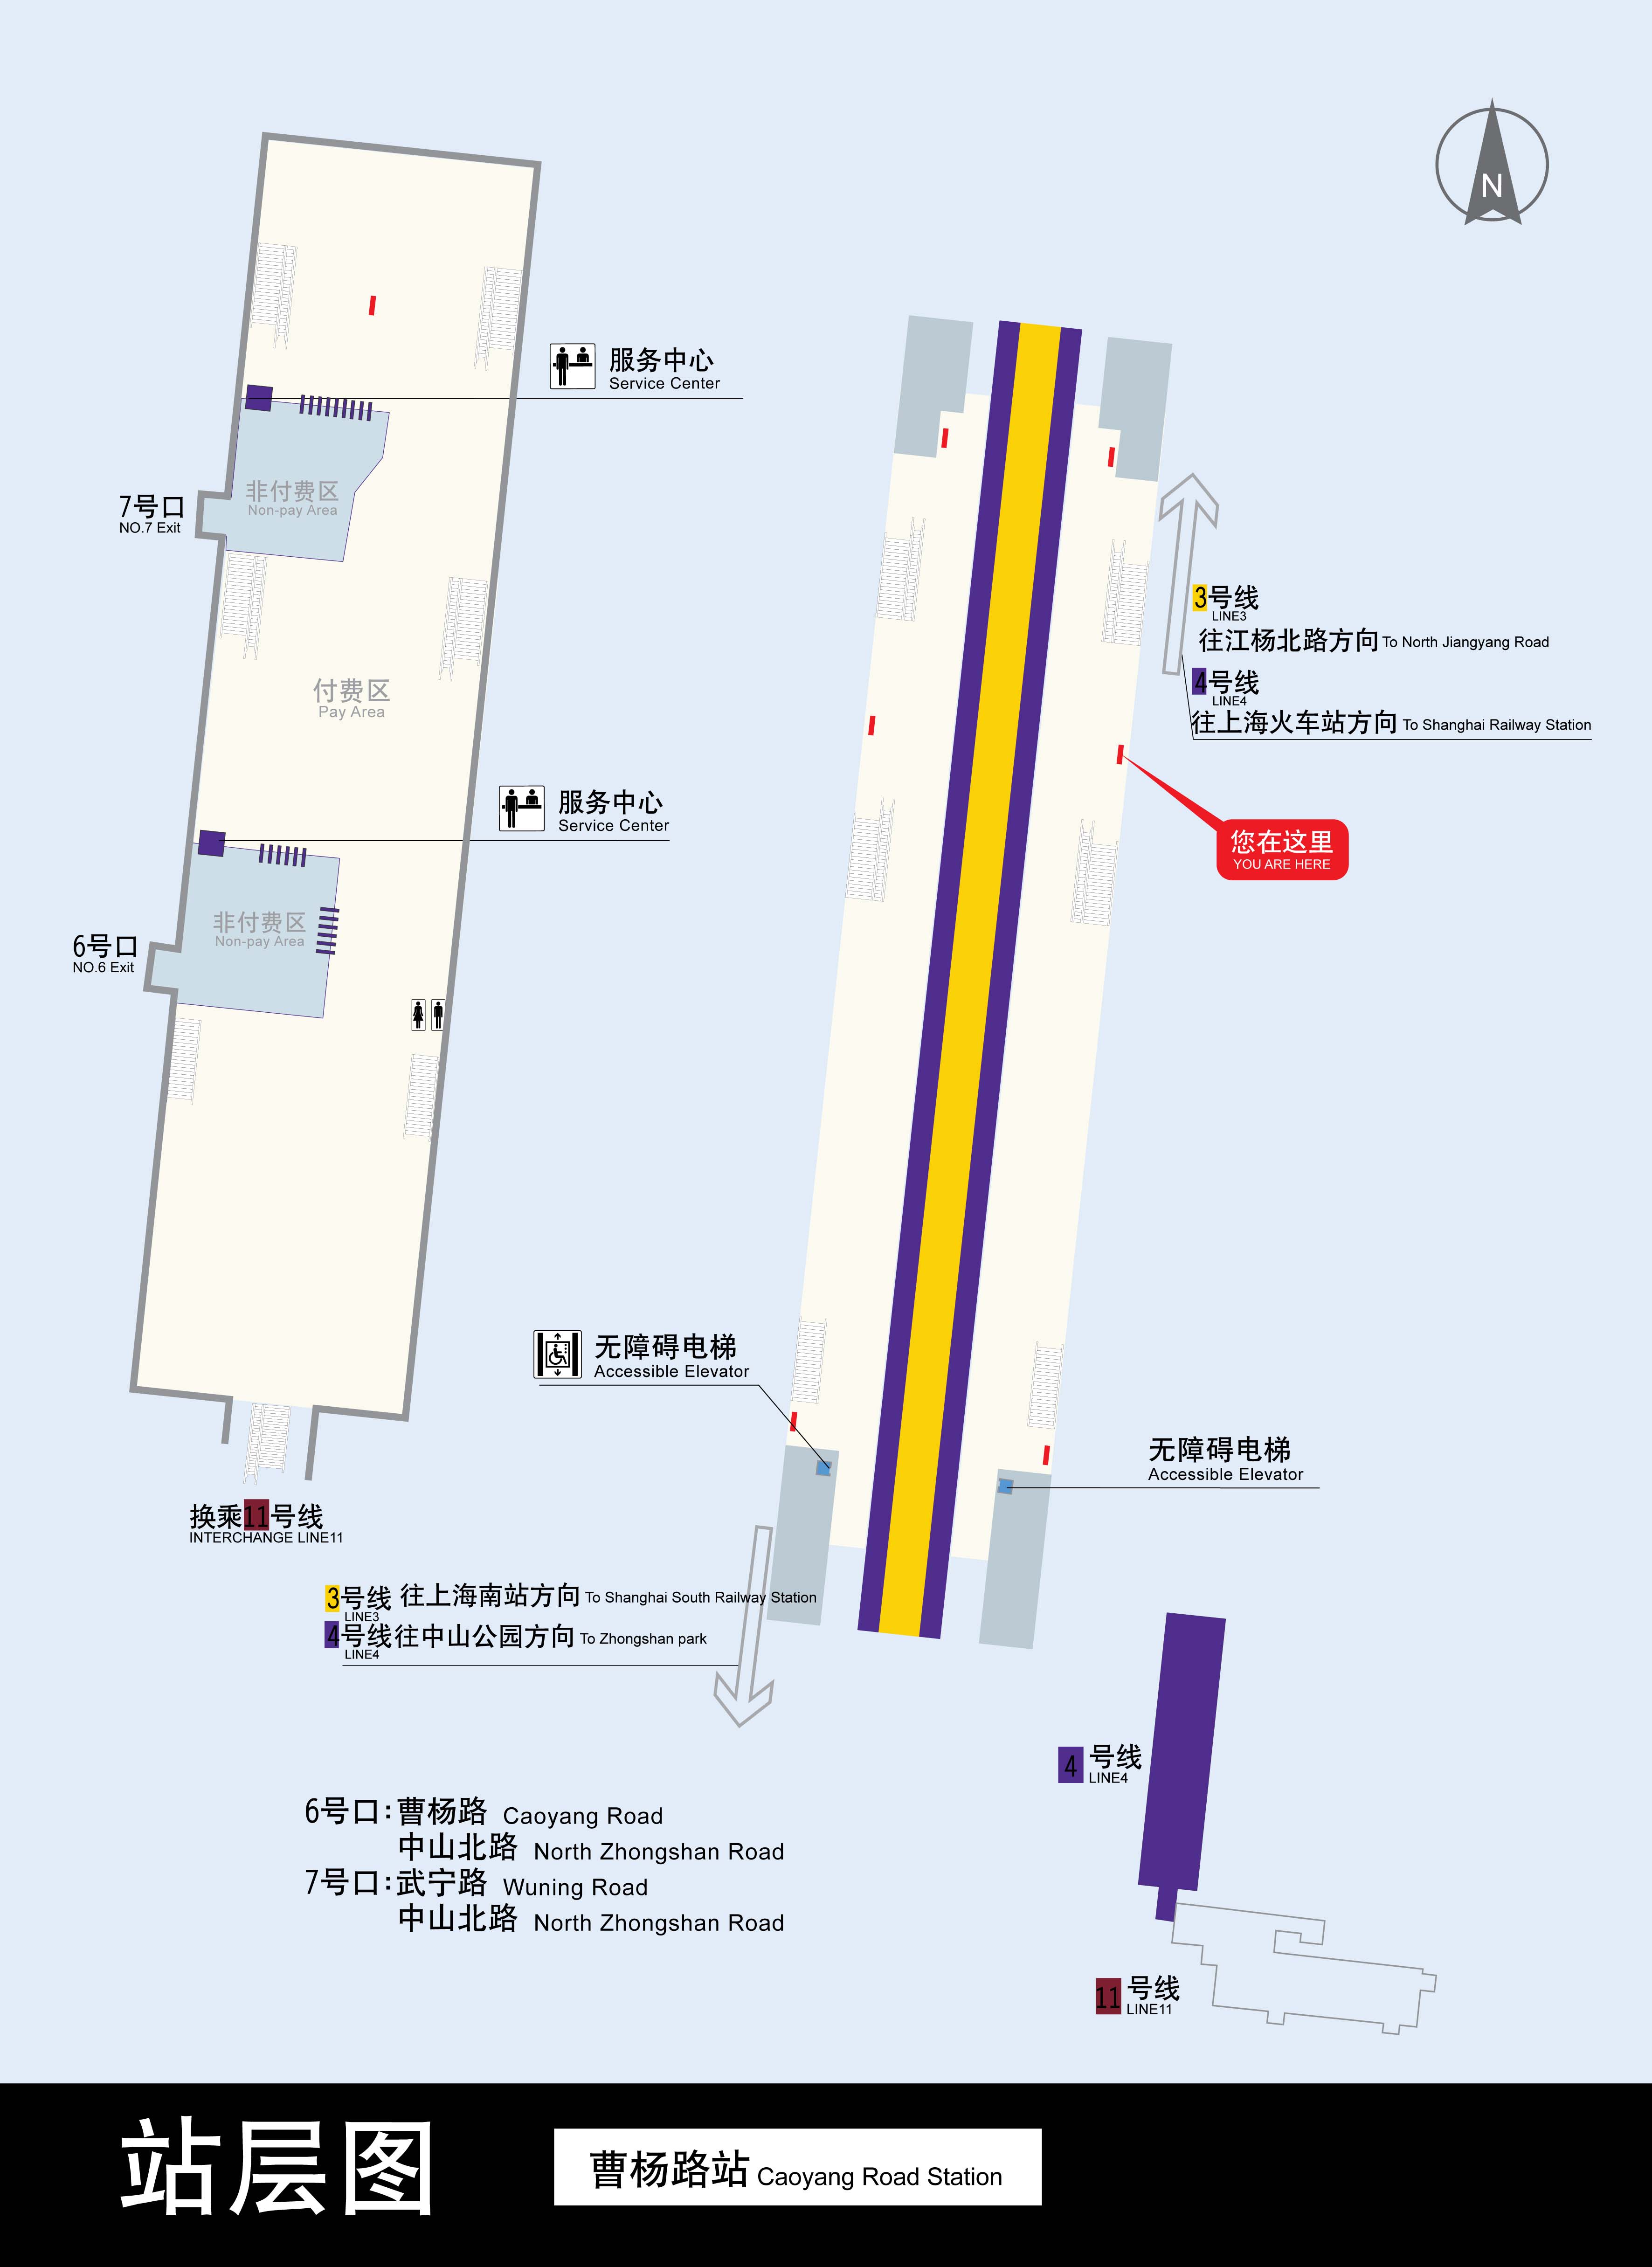 N
服务中心
Service Center
非付费区
Non-pay Area
7号口
NO.7 Exit
3号线
LINE3
往江杨北路方向 To North Jiangyang Road
4号线
LINE4
往上海火车站方向 To Shanghai Railway Station
付费区
Pay Area
服务中心
Service Center
您在这里
YOU ARE HERE
非付费区
Non-pay Area
6号口
NO.6 Exit
无障碍电梯
Accessible Elevator
无障碍电梯
Accessible Elevator
换乘11号线
INTERCHANGE LINE11
3号线 往上海南站方向 To Shanghai South Railway Station
LINE3
4号线往中山公园方向 To Zhongshan park
LINE4
4号线
LINE4
6号口:曹杨路 Caoyang Road
中山北路 North Zhongshan Road
7号口:武宁路 Wuning Road
中山北路 North Zhongshan Road
11号线
LINE11
站层图
曹杨路站 Caoyang Road Station